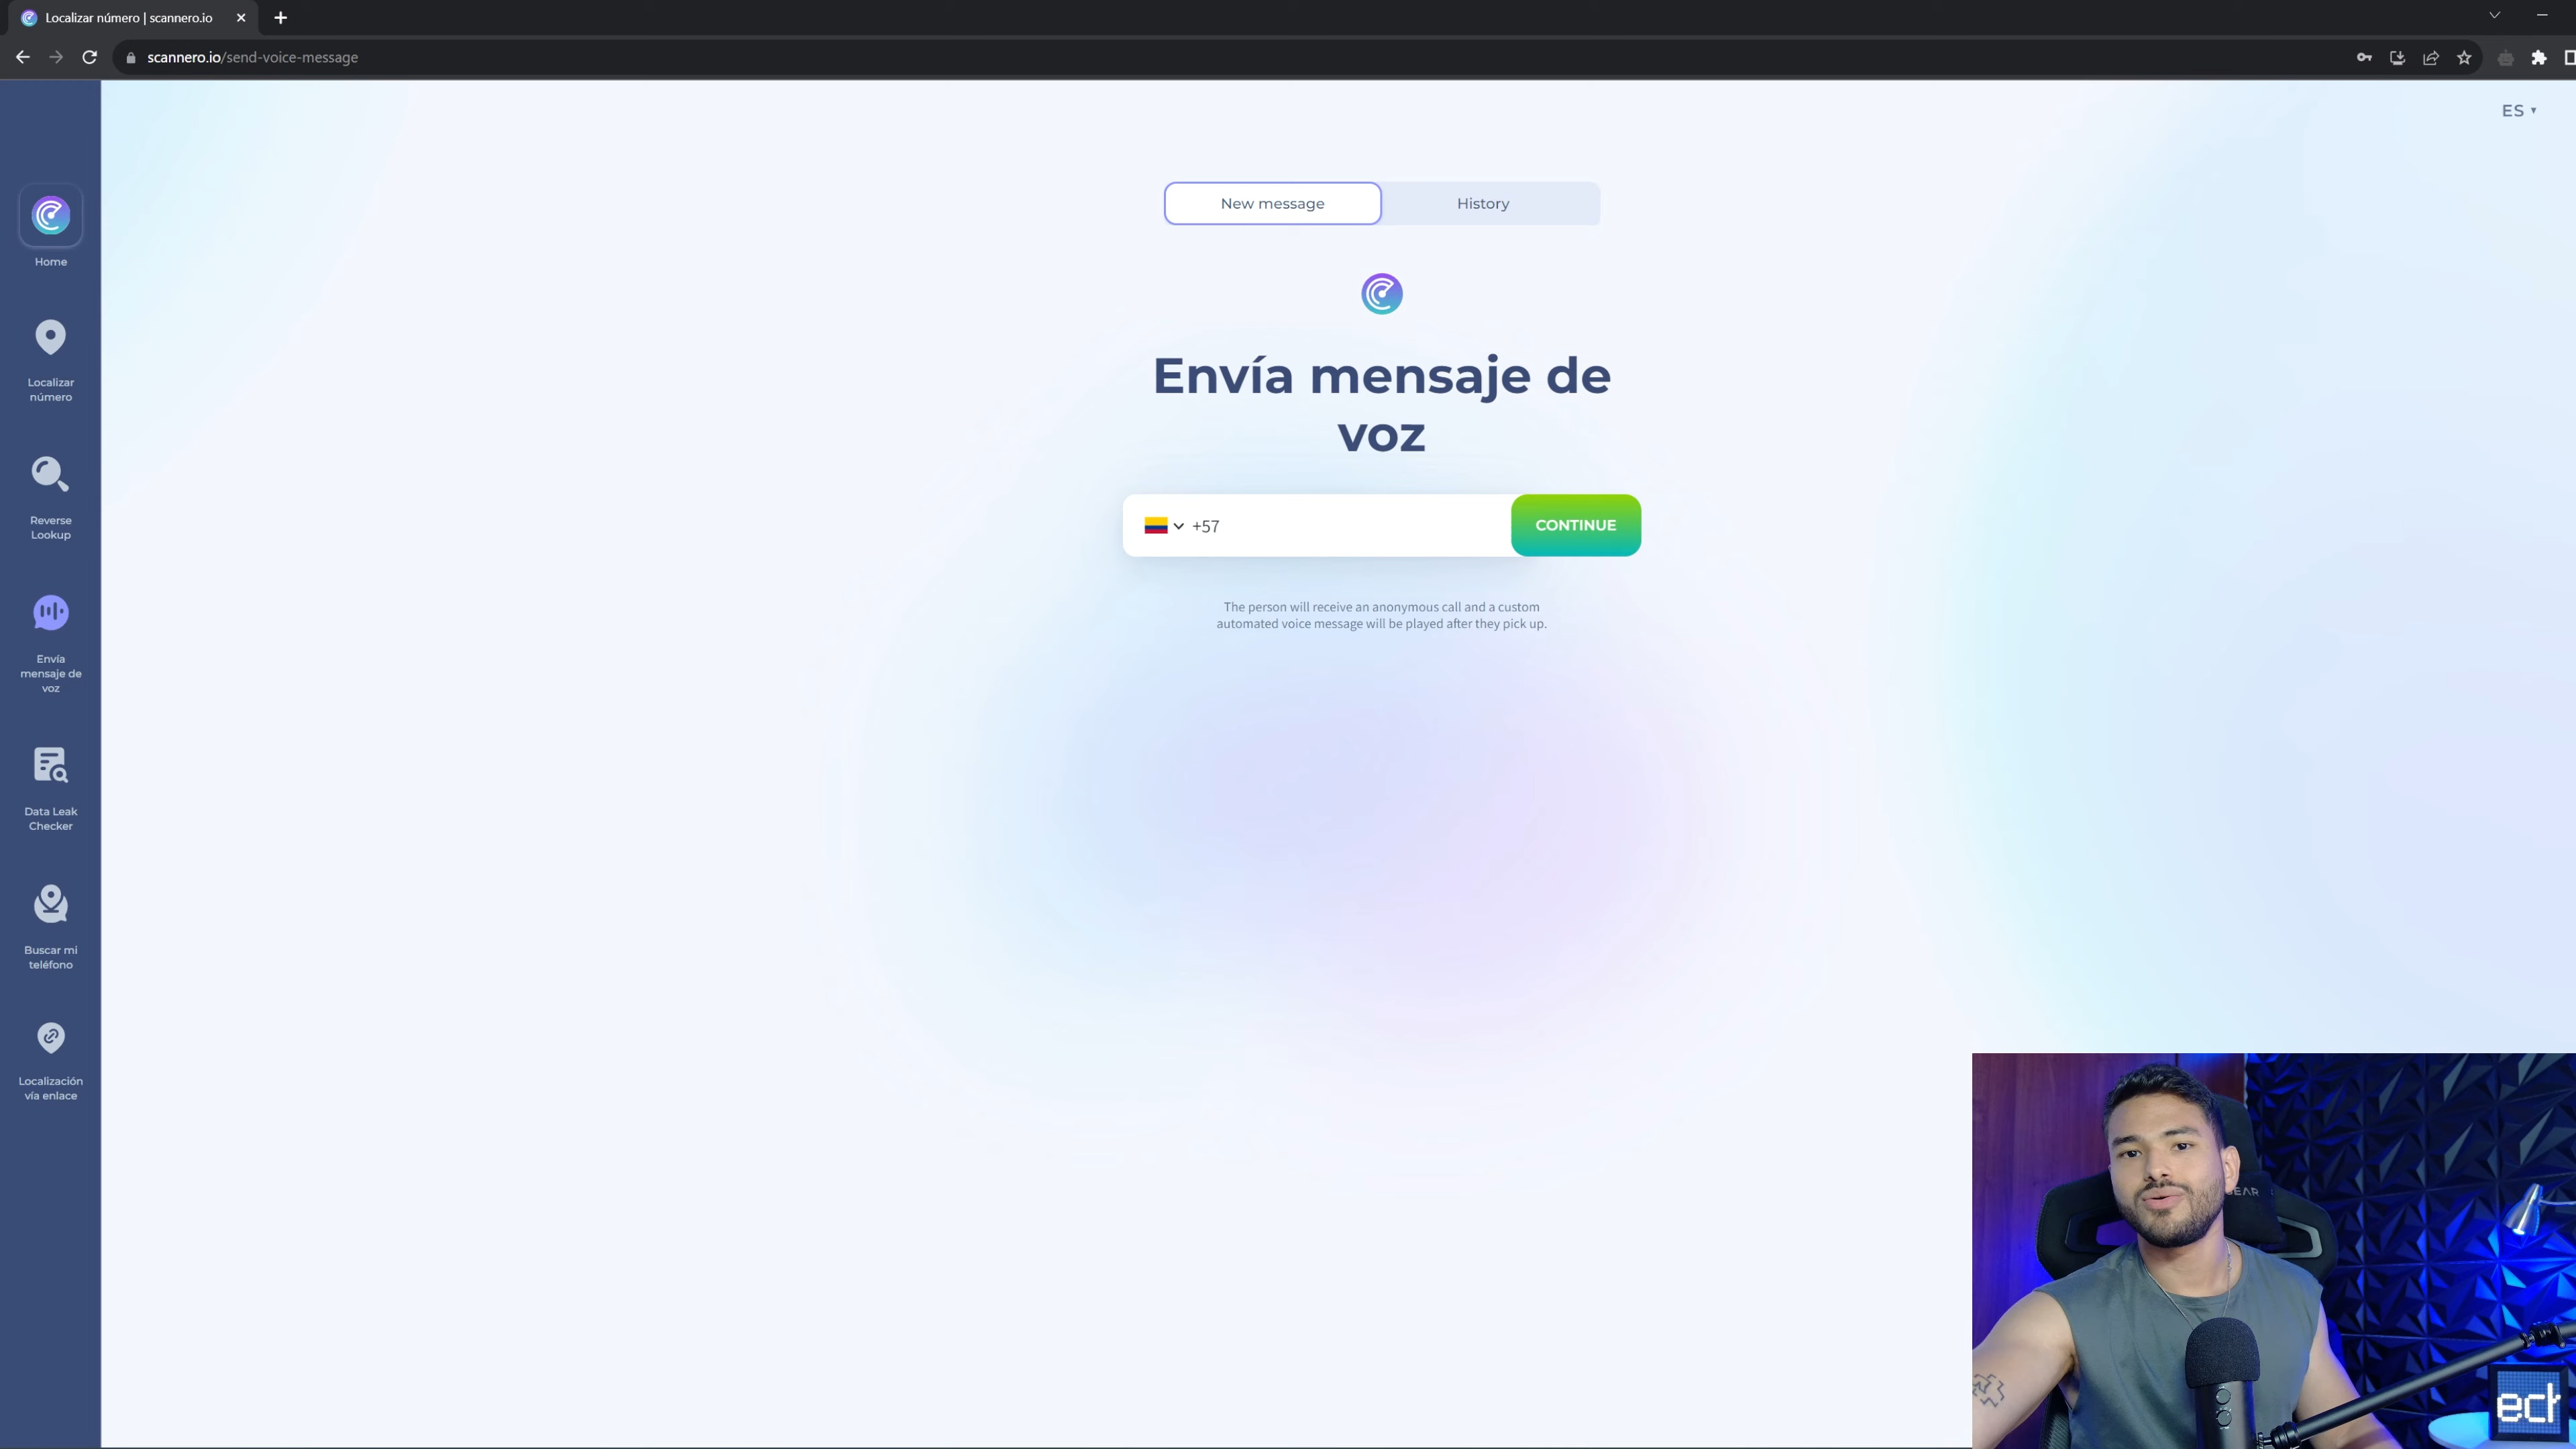 Localizar número | scannero.io
scannero.io/send-voice-message
ES
Home
Localizar
número
Reverse
Lookup
Envía
mensaje de
voz
Data Leak
Checker
Buscar mi
teléfono
Localización
vía enlace
New message
History
Envía mensaje de
voz
+57
CONTINUE
The person will receive an anonymous call and a custom
automated voice message will be played after they pick up.